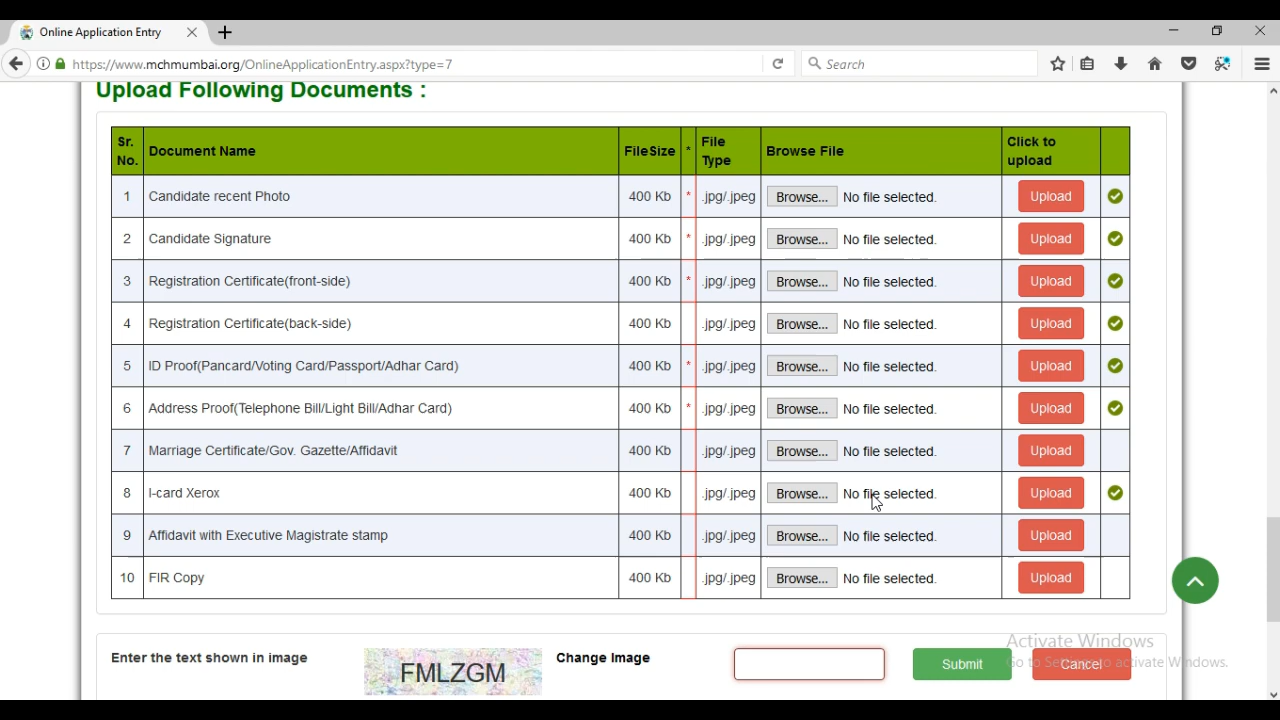 Online Application Entry
https://www.mchmumbai.org/OnlineApplicationEntry.aspx?type=7
Search
Upload Following Documents :
Sr. No. Document Name FileSize * File Type Browse File Click to upload
1 Candidate recent Photo 400 Kb * .jpg/.jpeg Browse... No file selected. Upload
2 Candidate Signature 400 Kb * .jpg/.jpeg Browse... No file selected. Upload
3 Registration Certificate(front-side) 400 Kb * .jpg/.jpeg Browse... No file selected. Upload
4 Registration Certificate(back-side) 400 Kb .jpg/.jpeg Browse... No file selected. Upload
5 ID Proof(Pancard/Voting Card/Passport/Adhar Card) 400 Kb * .jpg/.jpeg Browse... No file selected. Upload
6 Address Proof(Telephone Bill/Light Bill/Adhar Card) 400 Kb * .jpg/.jpeg Browse... No file selected. Upload
7 Marriage Certificate/Gov. Gazette/Affidavit 400 Kb .jpg/.jpeg Browse... No file selected. Upload
8 I-card Xerox 400 Kb .jpg/.jpeg Browse... No file selected. Upload
9 Affidavit with Executive Magistrate stamp 400 Kb .jpg/.jpeg Browse... No file selected. Upload
10 FIR Copy 400 Kb .jpg/.jpeg Browse... No file selected. Upload
Activate Windows
Enter the text shown in image FMLZGM Change Image Submit Cancel
Go to Settings to activate Windows.